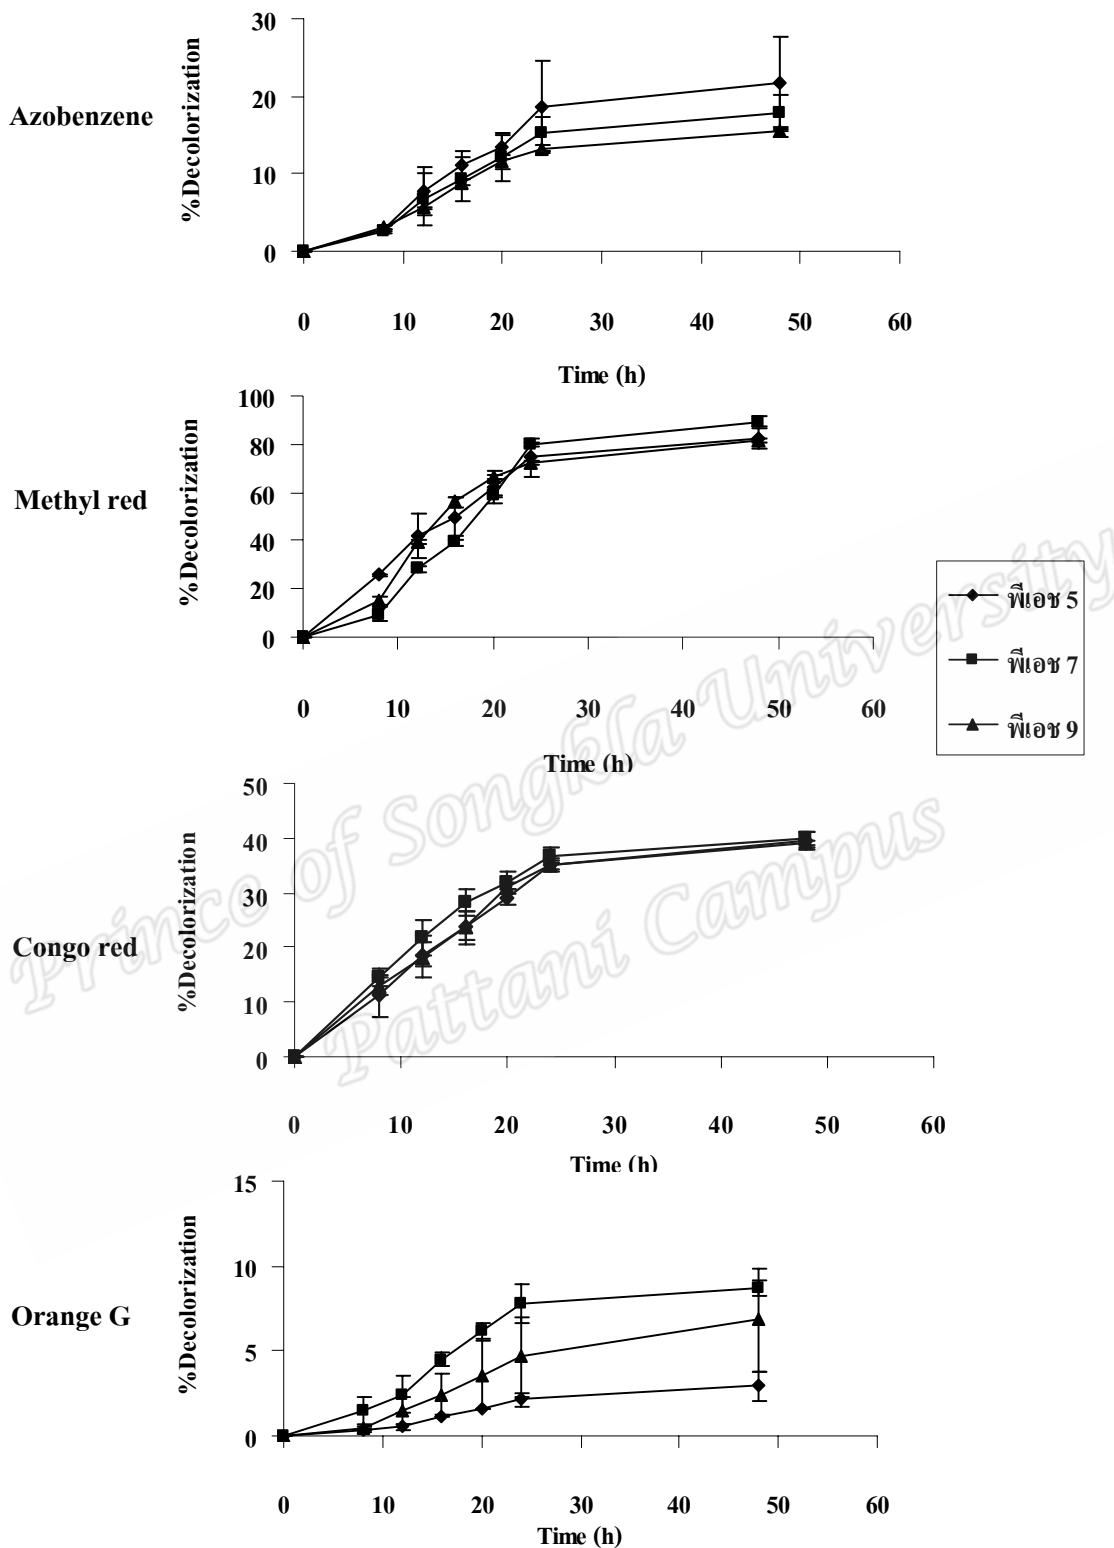 30
20
10
0
%Decolorization
Azobenzene
0 10 20 30 40 50 60
Time (h)
100
80
60
40
20
0
%Decolorization
Methyl red
0 10 20 30 40 50 60
Time (h)
พีเอช 5
พีเอช 7
พีเอช 9
50
40
30
20
10
0
%Decolorization
Congo red
0 10 20 30 40 50 60
Time (h)
15
10
5
0
%Decolorization
Orange G
0 10 20 30 40 50 60
Time (h)
Prince of Songkla University
Pattani Campus